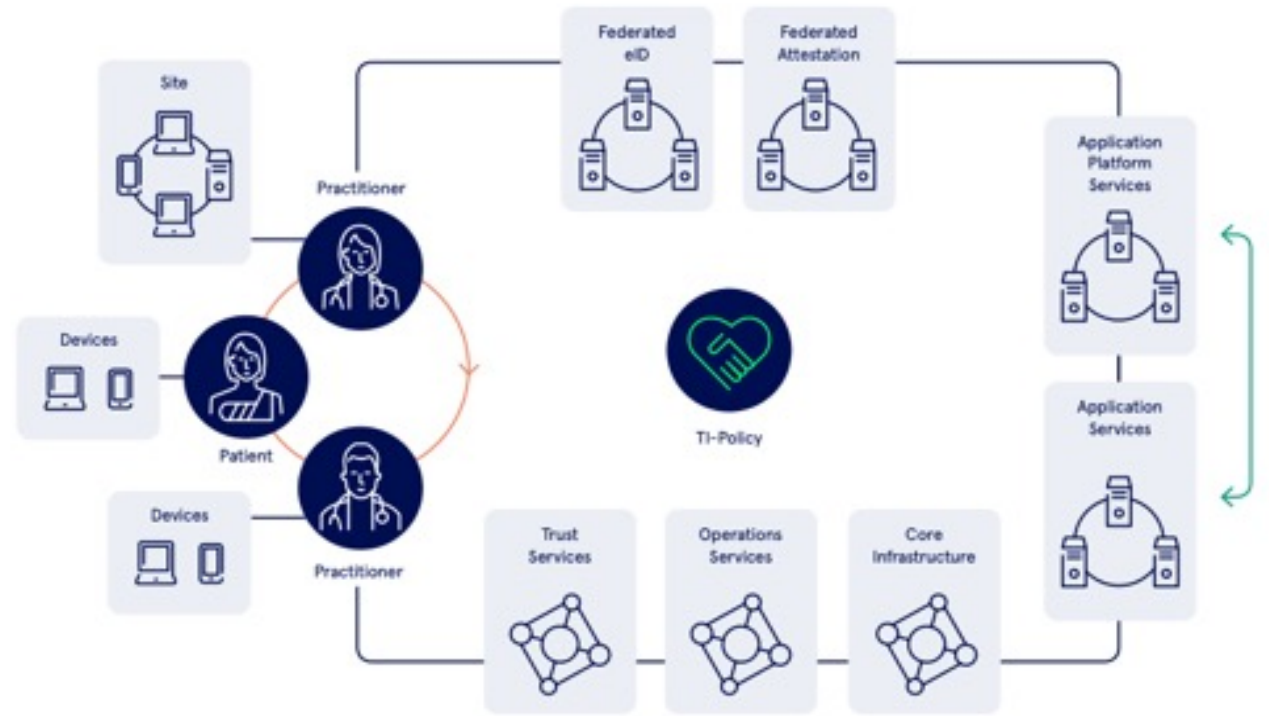 Federated
eID
Federated
Attestation
Site
Application
Platform
Services
Practitioner
Devices
Application
Services
TI-Policy
Patient
Devices
Trust
Services
Operations
Services
Core
Infrastructure
Practitioner